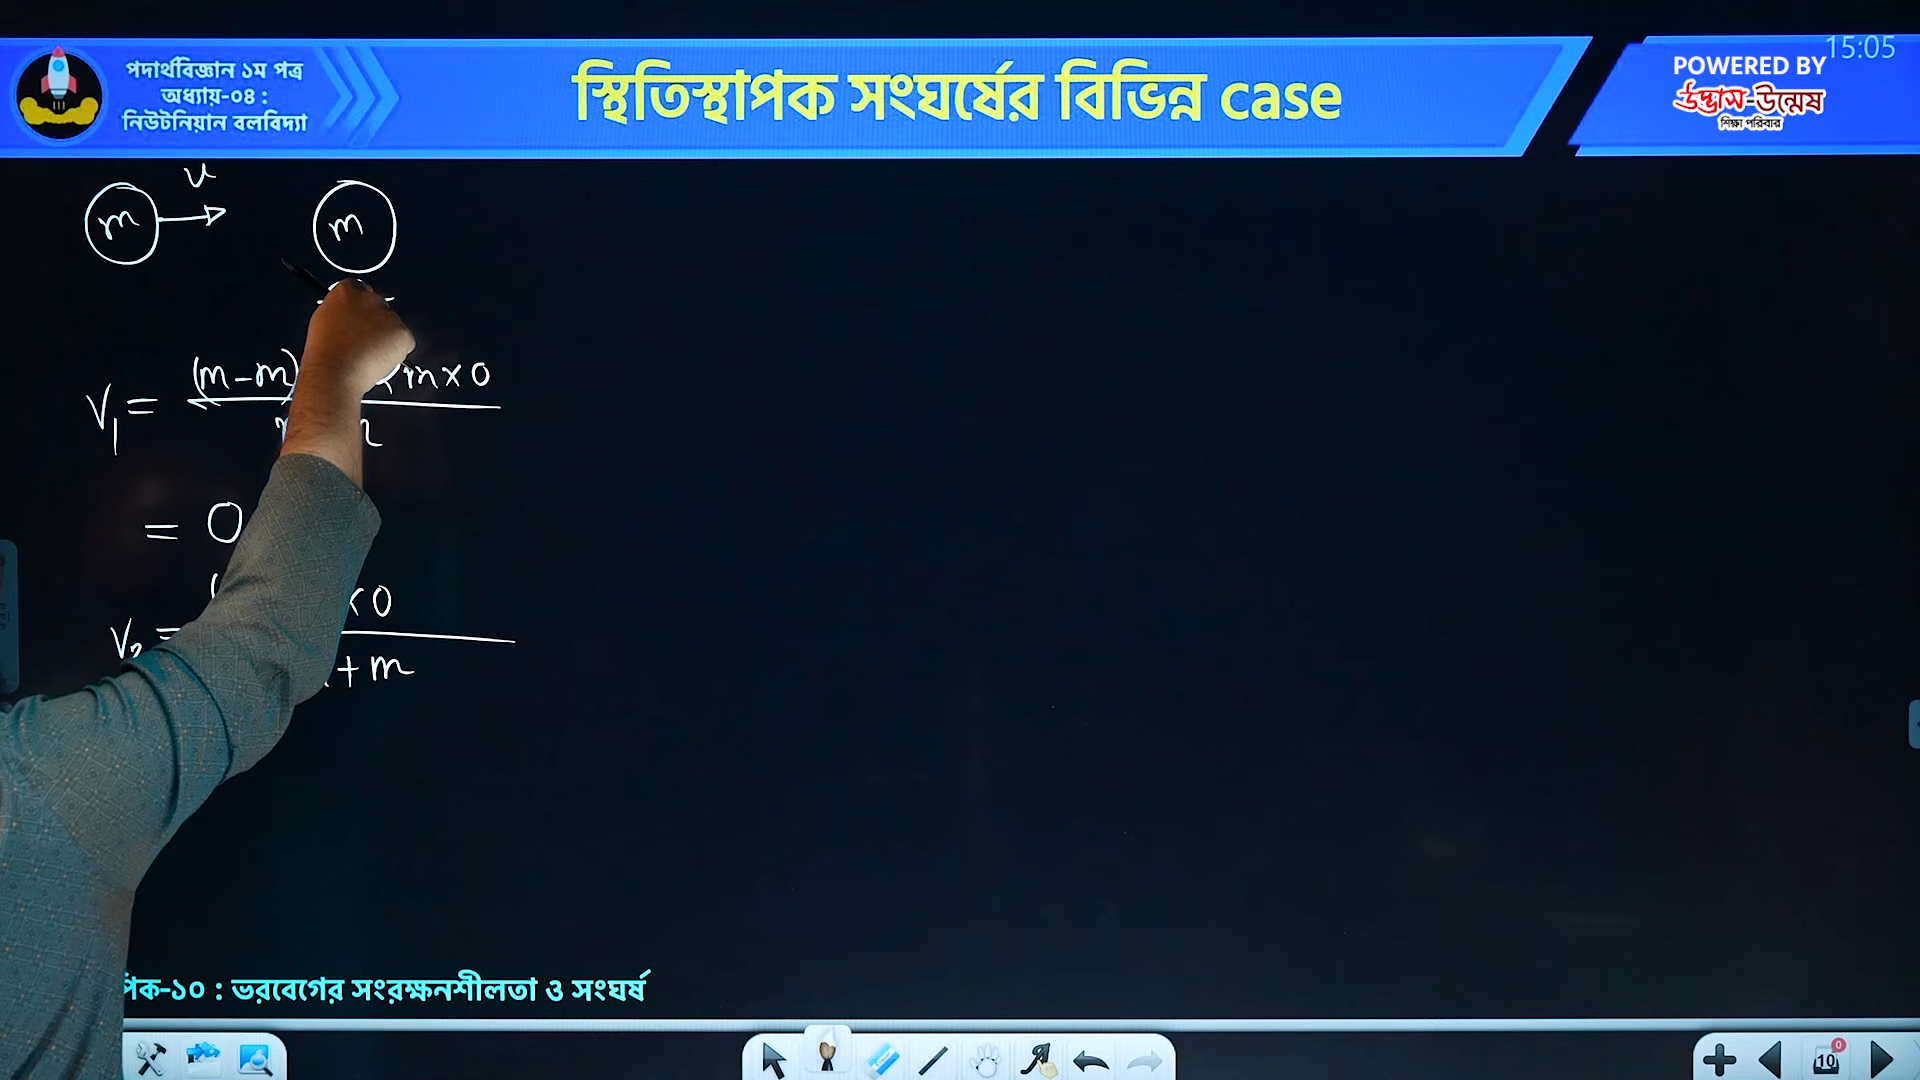 15:05
পদার্থবিজ্ঞান ১ম পত্র
অধ্যায়-০৪ :
নিউটনিয়ান বলবিদ্যা
স্থিতিস্থাপক সংঘর্ষের বিভিন্ন case
POWERED BY
উদ্ভাস-উন্মেষ
শিক্ষা পরিবার
u
m m
V₁ = (m-m) m×0
= 0
V₂ = ×0
+ m
পিক-১০ : ভরবেগের সংরক্ষনশীলতা ও সংঘর্ষ
10
0